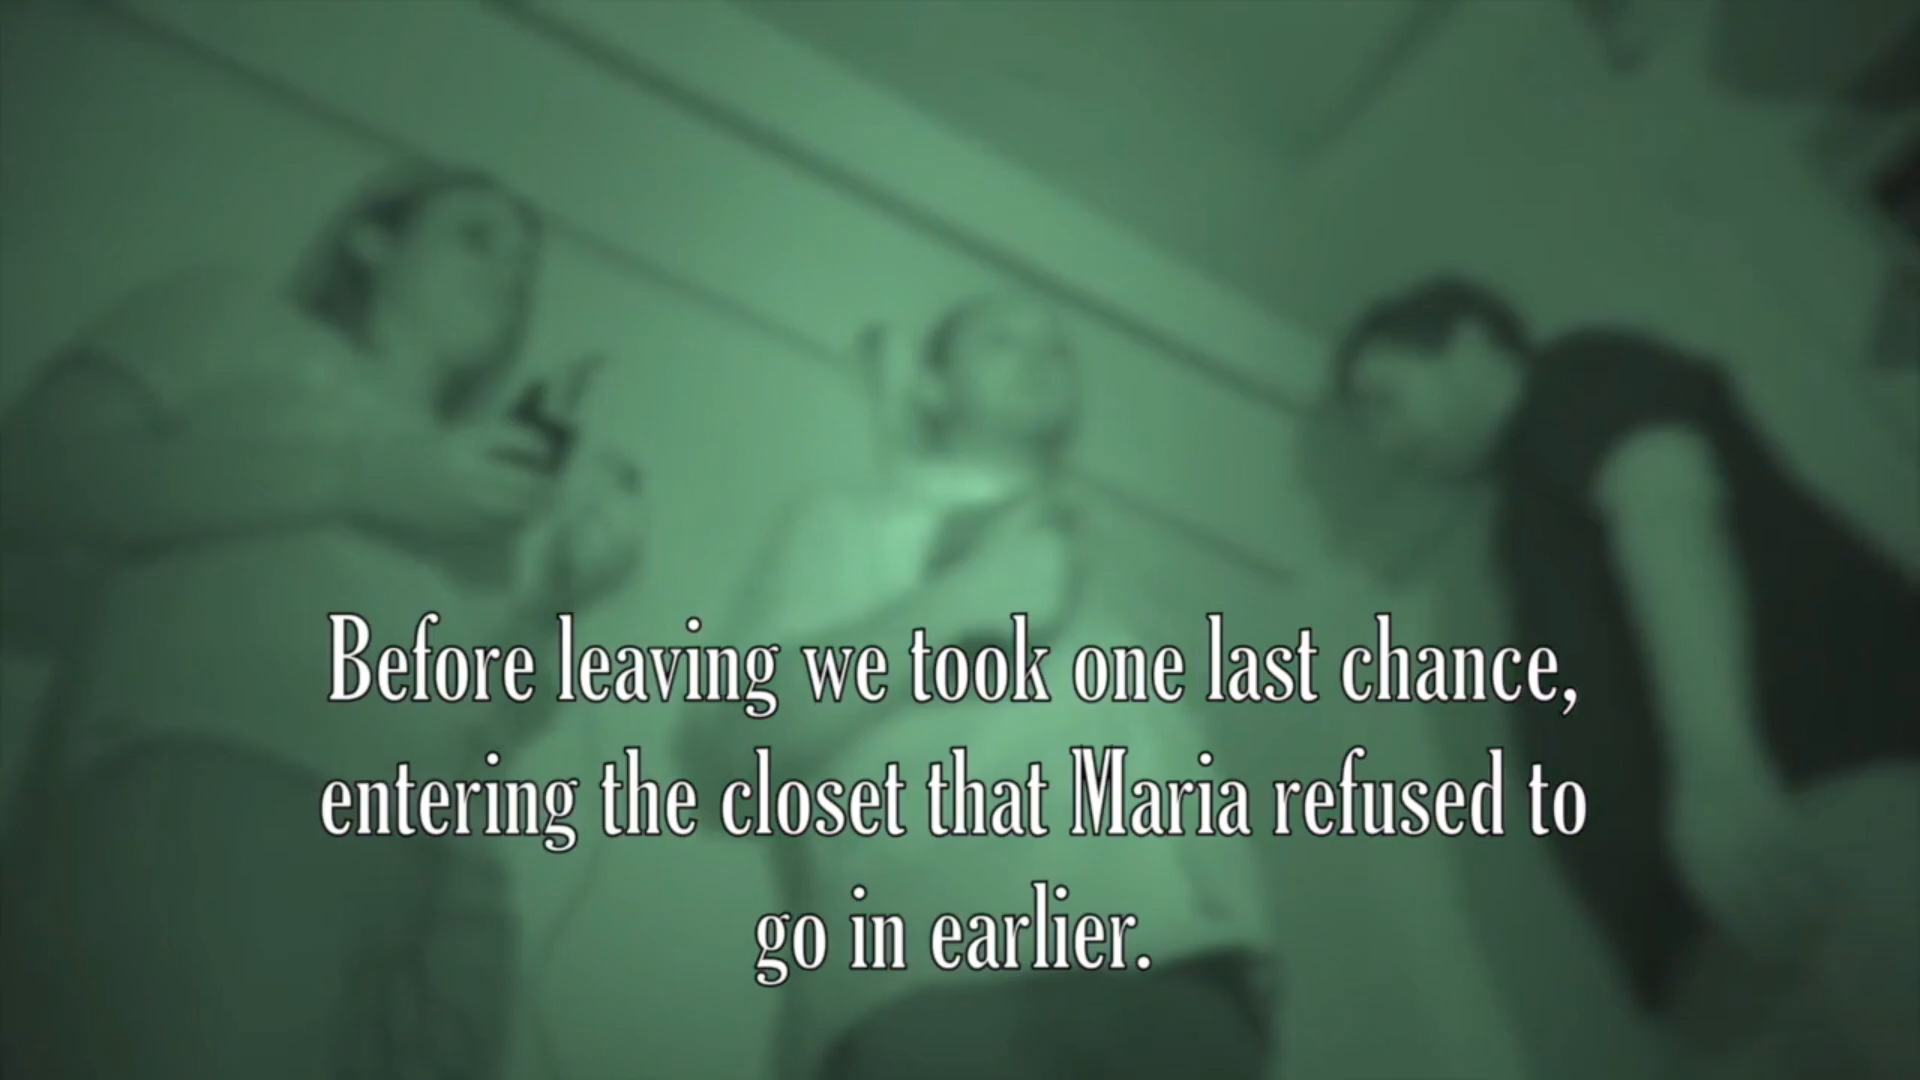 Before leaving we took one last chance,
entering the closet that Maria refused to
go in earlier.